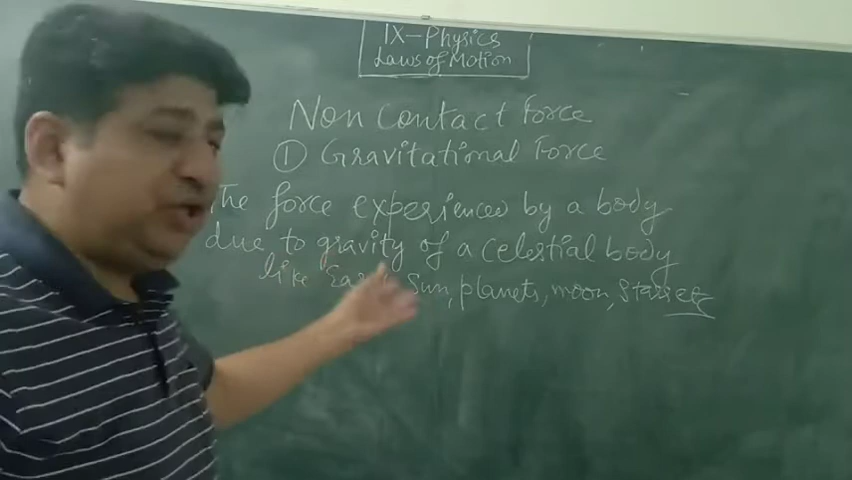 IX-Physics
Laws of Motion
Non Contact Force
① Gravitational Force
The force experienced by a body
due to gravity of a celestial body
like Sun, planets, moon, stars etc